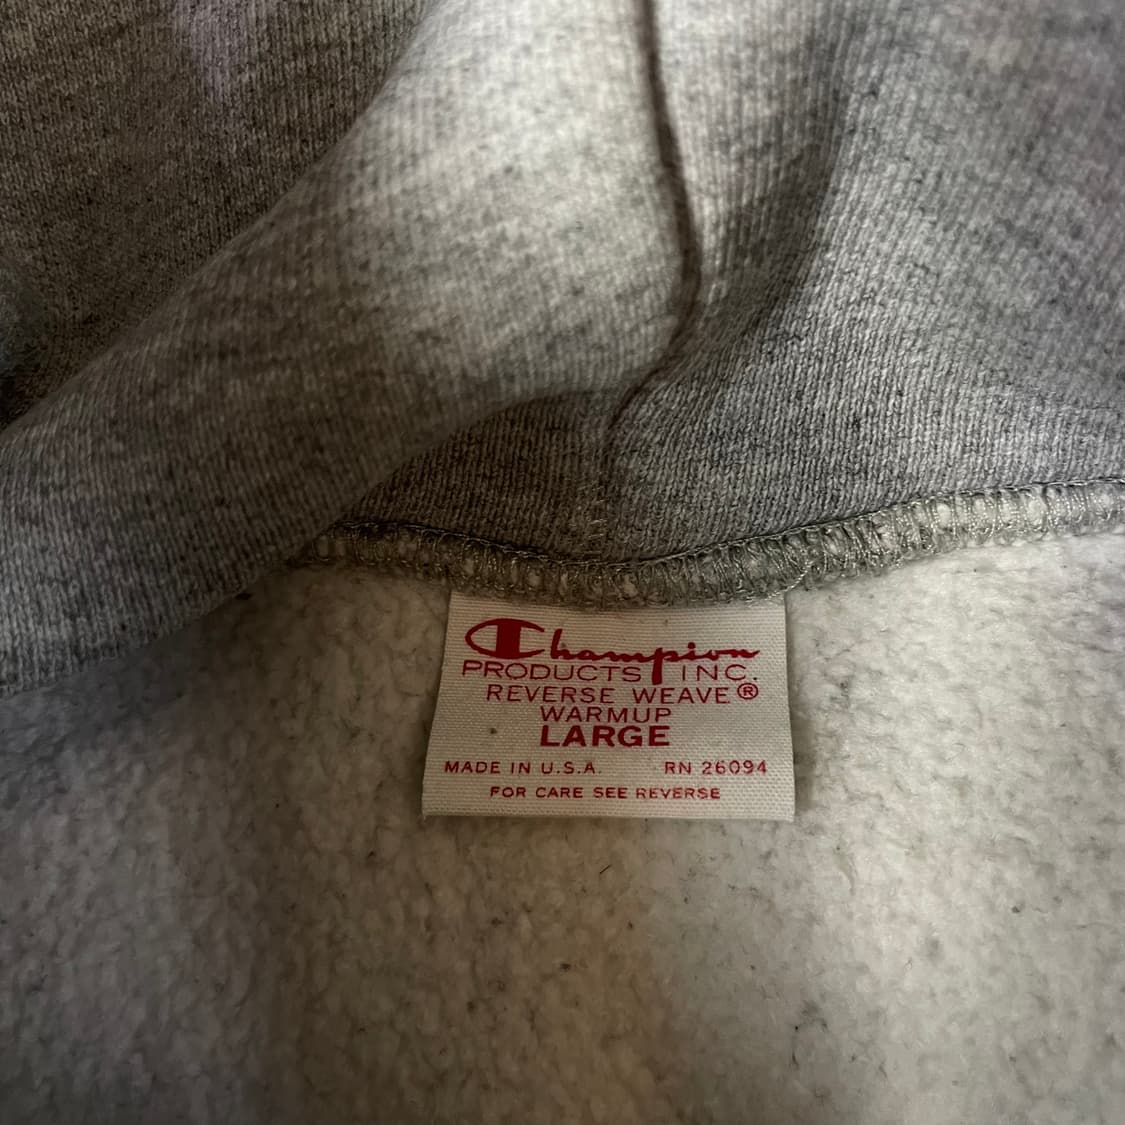 Champion
PRODUCTS INC.
REVERSE WEAVE®
WARMUP
LARGE
MADE IN U.S.A. RN 26094
FOR CARE SEE REVERSE